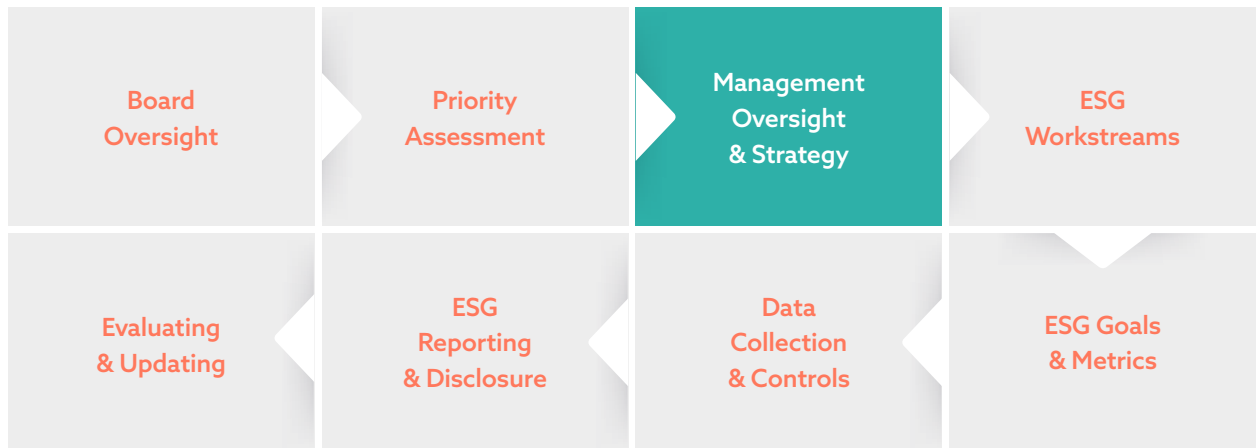 Board
Oversight
Priority
Assessment
Management
Oversight
& Strategy
ESG
Workstreams
Evaluating
& Updating
ESG
Reporting
& Disclosure
Data
Collection
& Controls
ESG Goals
& Metrics